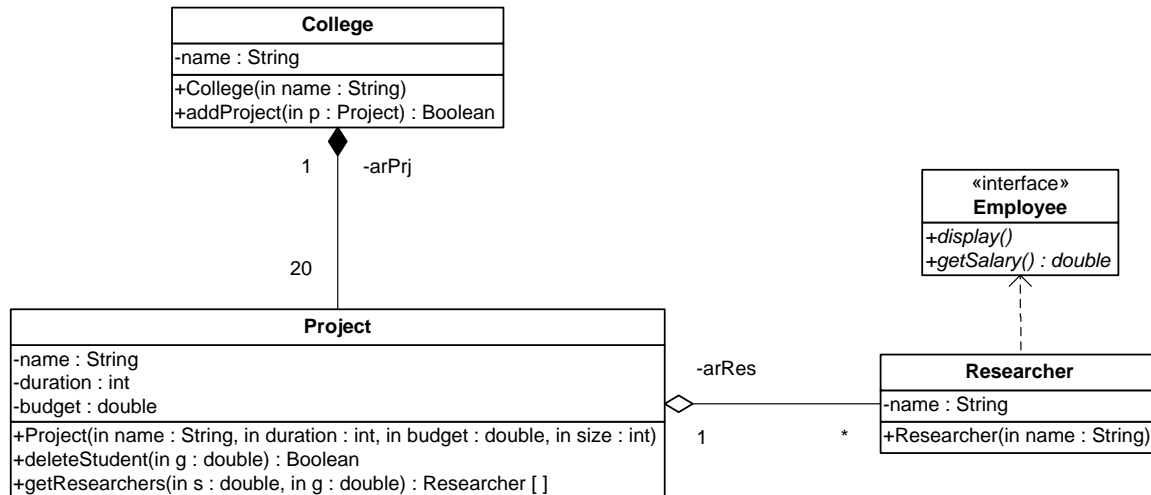 College
-name : String
+College(in name : String)
+addProject(in p : Project) : Boolean
1
-arPrj
20
«interface»
Employee
+display()
+getSalary() : double
Project
-name : String
-duration : int
-budget : double
+Project(in name : String, in duration : int, in budget : double, in size : int)
+deleteStudent(in g : double) : Boolean
+getResearchers(in s : double, in g : double) : Researcher [ ]
-arRes
1
*
Researcher
-name : String
+Researcher(in name : String)